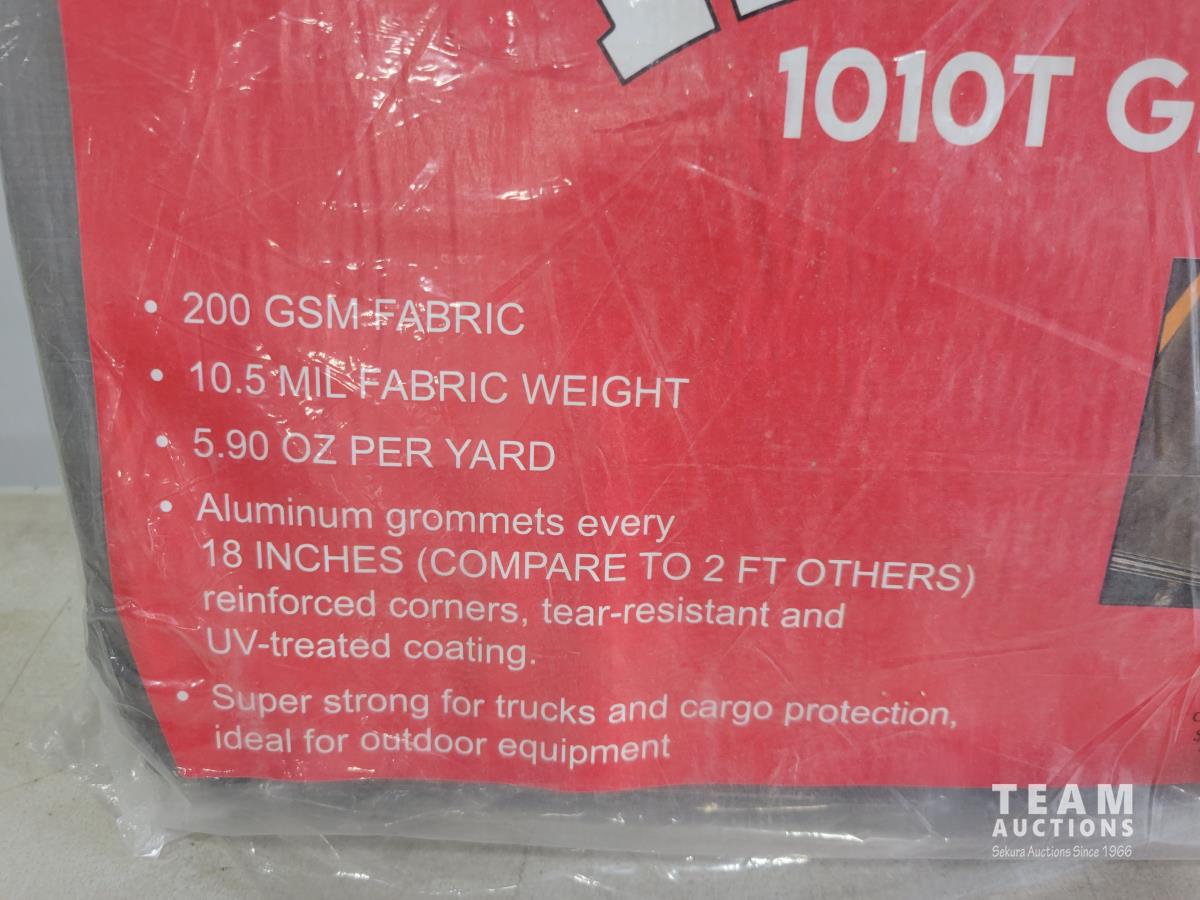 1010T
• 200 GSM FABRIC
• 10.5 MIL FABRIC WEIGHT
• 5.90 OZ PER YARD
• Aluminum grommets every
18 INCHES (COMPARE TO 2 FT OTHERS)
reinforced corners, tear-resistant and
UV-treated coating.
• Super strong for trucks and cargo protection,
ideal for outdoor equipment
TEAM
AUCTIONS
Sekura Auctions Since 1966